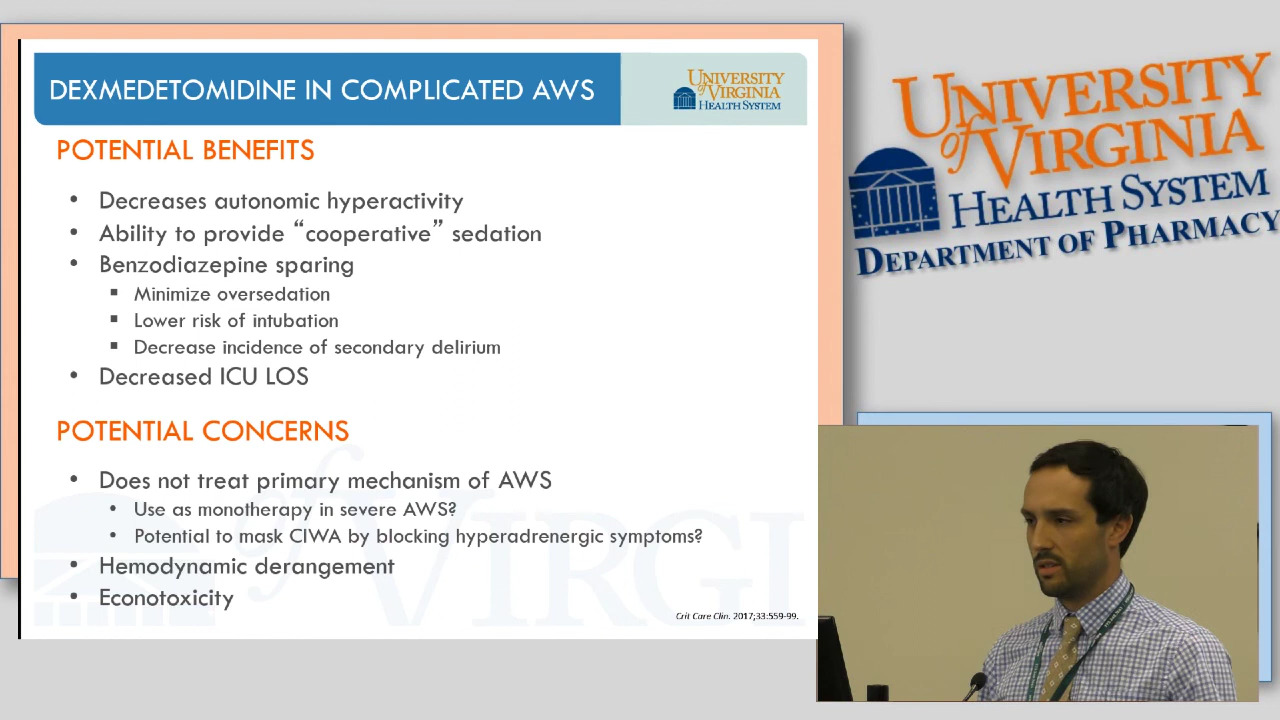 DEXMEDETOMIDINE IN COMPLICATED AWS
UNIVERSITY
of VIRGINIA
HEALTH SYSTEM
POTENTIAL BENEFITS
• Decreases autonomic hyperactivity
• Ability to provide “cooperative” sedation
• Benzodiazepine sparing
▪ Minimize oversedation
▪ Lower risk of intubation
▪ Decrease incidence of secondary delirium
• Decreased ICU LOS
POTENTIAL CONCERNS
• Does not treat primary mechanism of AWS
• Use as monotherapy in severe AWS?
• Potential to mask CIWA by blocking hyperadrenergic symptoms?
• Hemodynamic derangement
• Econotoxicity
Crit Care Clin. 2017;33:559-99.
of VIRGI
UNIVERSITY
of VIRGINIA
HEALTH SYSTEM
DEPARTMENT OF PHARMACY